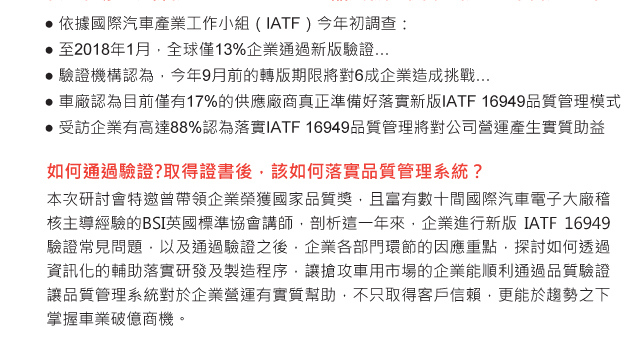 ● 依據國際汽車產業工作小組（IATF）今年初調查：
● 至2018年1月，全球僅13%企業通過新版驗證...
● 驗證機構認為，今年9月前的轉版期限將對6成企業造成挑戰...
● 車廠認為目前僅有17%的供應廠商真正準備好落實新版IATF 16949品質管理模式
● 受訪企業有高達88%認為落實IATF 16949品質管理將對公司營運產生實質助益
如何通過驗證?取得證書後，該如何落實品質管理系統？
本次研討會特邀曾帶領企業榮獲國家品質獎，且富有數十間國際汽車電子大廠稽
核主導經驗的BSI英國標準協會講師，剖析這一年來，企業進行新版 IATF 16949
驗證常見問題，以及通過驗證之後，企業各部門環節的因應重點，探討如何透過
資訊化的輔助落實研發及製造程序，讓搶攻車用市場的企業能順利通過品質驗證
讓品質管理系統對於企業營運有實質幫助，不只取得客戶信賴，更能於趨勢之下
掌握車業破億商機。